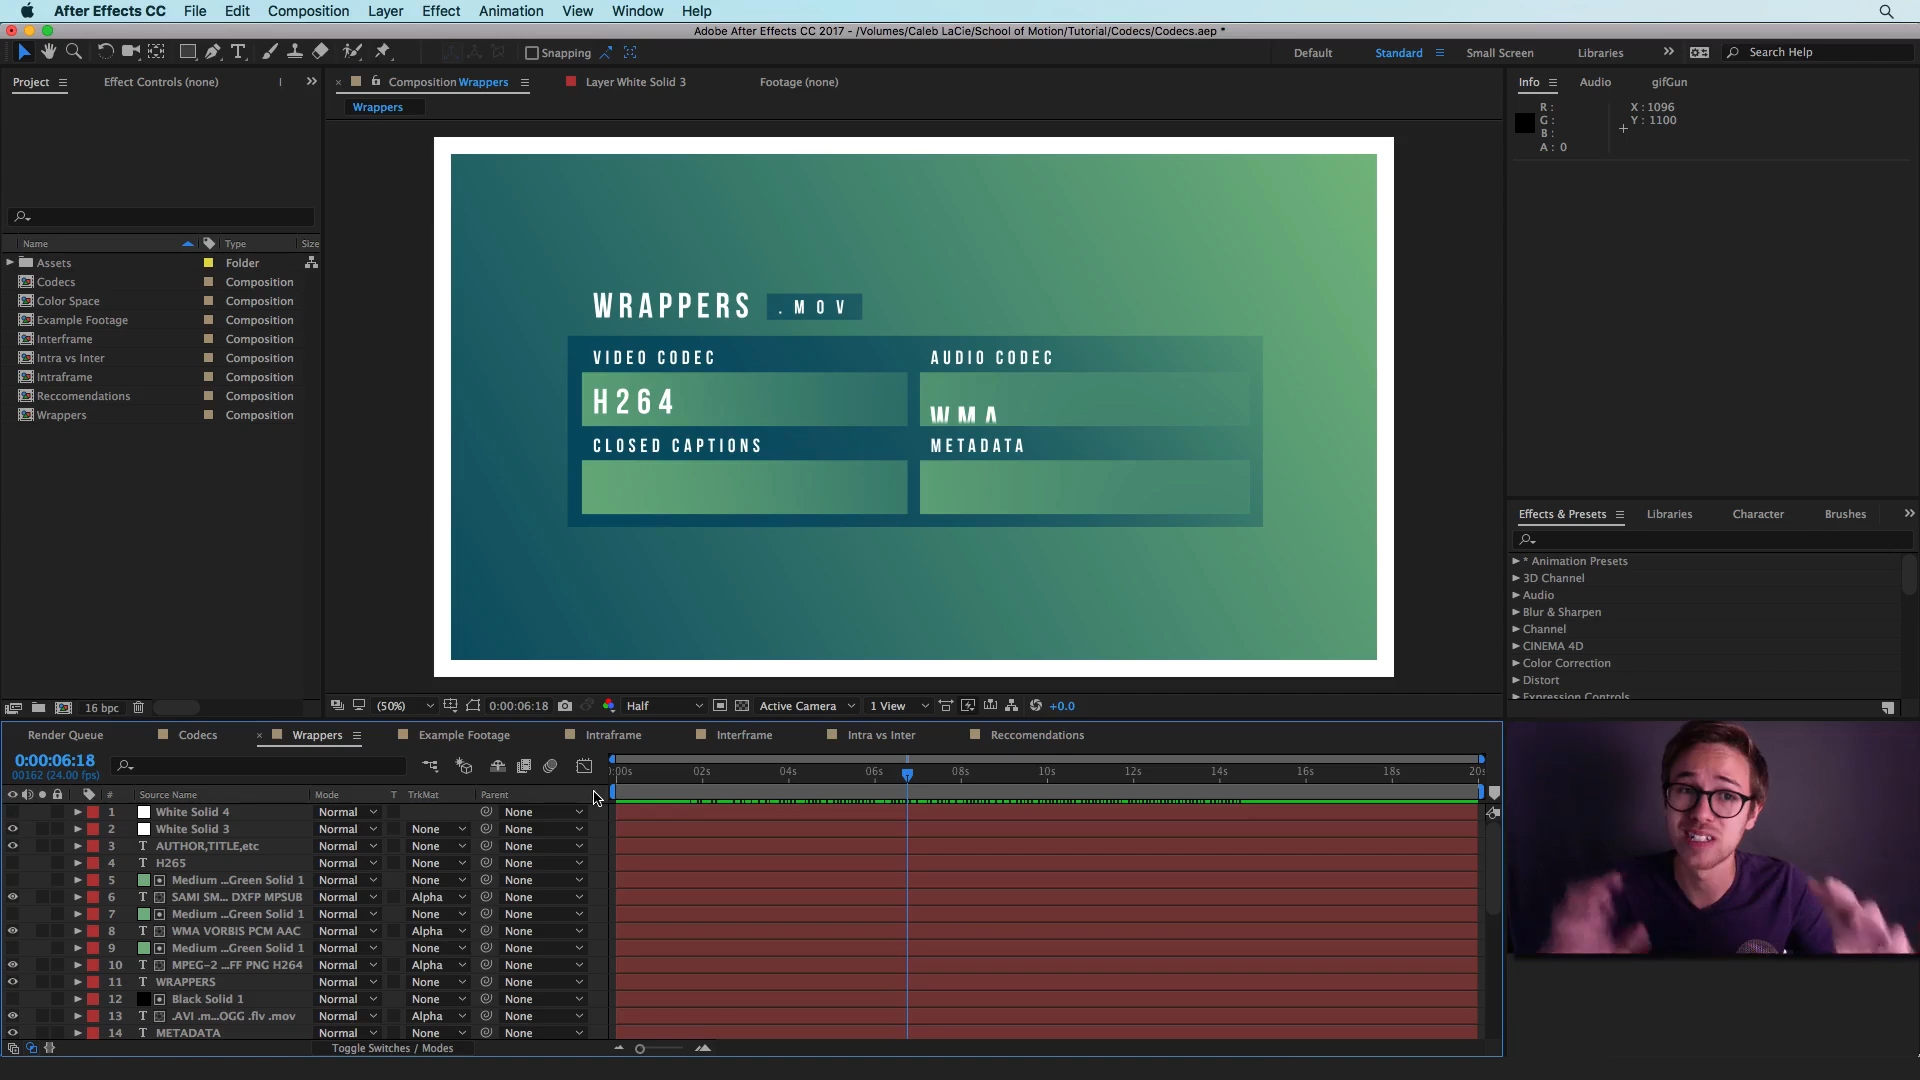 After Effects CC File Edit Composition Layer Effect Animation View Window Help
Adobe After Effects CC 2017 - /Volumes/Caleb LaCie/School of Motion/Tutorial/Codecs/Codecs.aep *
Snapping Default Standard Small Screen Libraries Search Help
Project Effect Controls (none)
Composition Wrappers Layer White Solid 3 Footage (none)
Wrappers
Info Audio gifGun
R :
G :
B :
A : 0
X : 1096
Y : 1100
Name Type Size
Assets Folder
Codecs Composition
Color Space Composition
Example Footage Composition
Interframe Composition
Intra vs Inter Composition
Intraframe Composition
Reccomendations Composition
Wrappers Composition
16 bpc
WRAPPERS .MOV
VIDEO CODEC AUDIO CODEC
H264 WMA
CLOSED CAPTIONS METADATA
(50%) 0:00:06:18 Half Active Camera 1 View +0.0
Effects & Presets Libraries Character Brushes
* Animation Presets
3D Channel
Audio
Blur & Sharpen
Channel
CINEMA 4D
Color Correction
Distort
Expression Controls
Render Queue Codecs Wrappers Example Footage Intraframe Interframe Intra vs Inter Reccomendations
0:00:06:18
00162 (24.00 fps)
):00s 02s 04s 06s 08s 10s 12s 14s 16s 18s 20s
# Source Name Mode T TrkMat Parent
1 White Solid 4 Normal None
2 White Solid 3 Normal None None
3 T AUTHOR,TITLE,etc Normal None None
4 T H265 Normal None None
5 Medium ...Green Solid 1 Normal None None
6 T SAMI SM... DXFP MPSUB Normal Alpha None
7 Medium ...Green Solid 1 Normal None None
8 T WMA VORBIS PCM AAC Normal Alpha None
9 Medium ...Green Solid 1 Normal None None
10 T MPEG-2 ...FF PNG H264 Normal Alpha None
11 T WRAPPERS Normal None None
12 Black Solid 1 Normal None None
13 T .AVI .m...OGG .flv .mov Normal Alpha None
14 T METADATA Normal None None
Toggle Switches / Modes